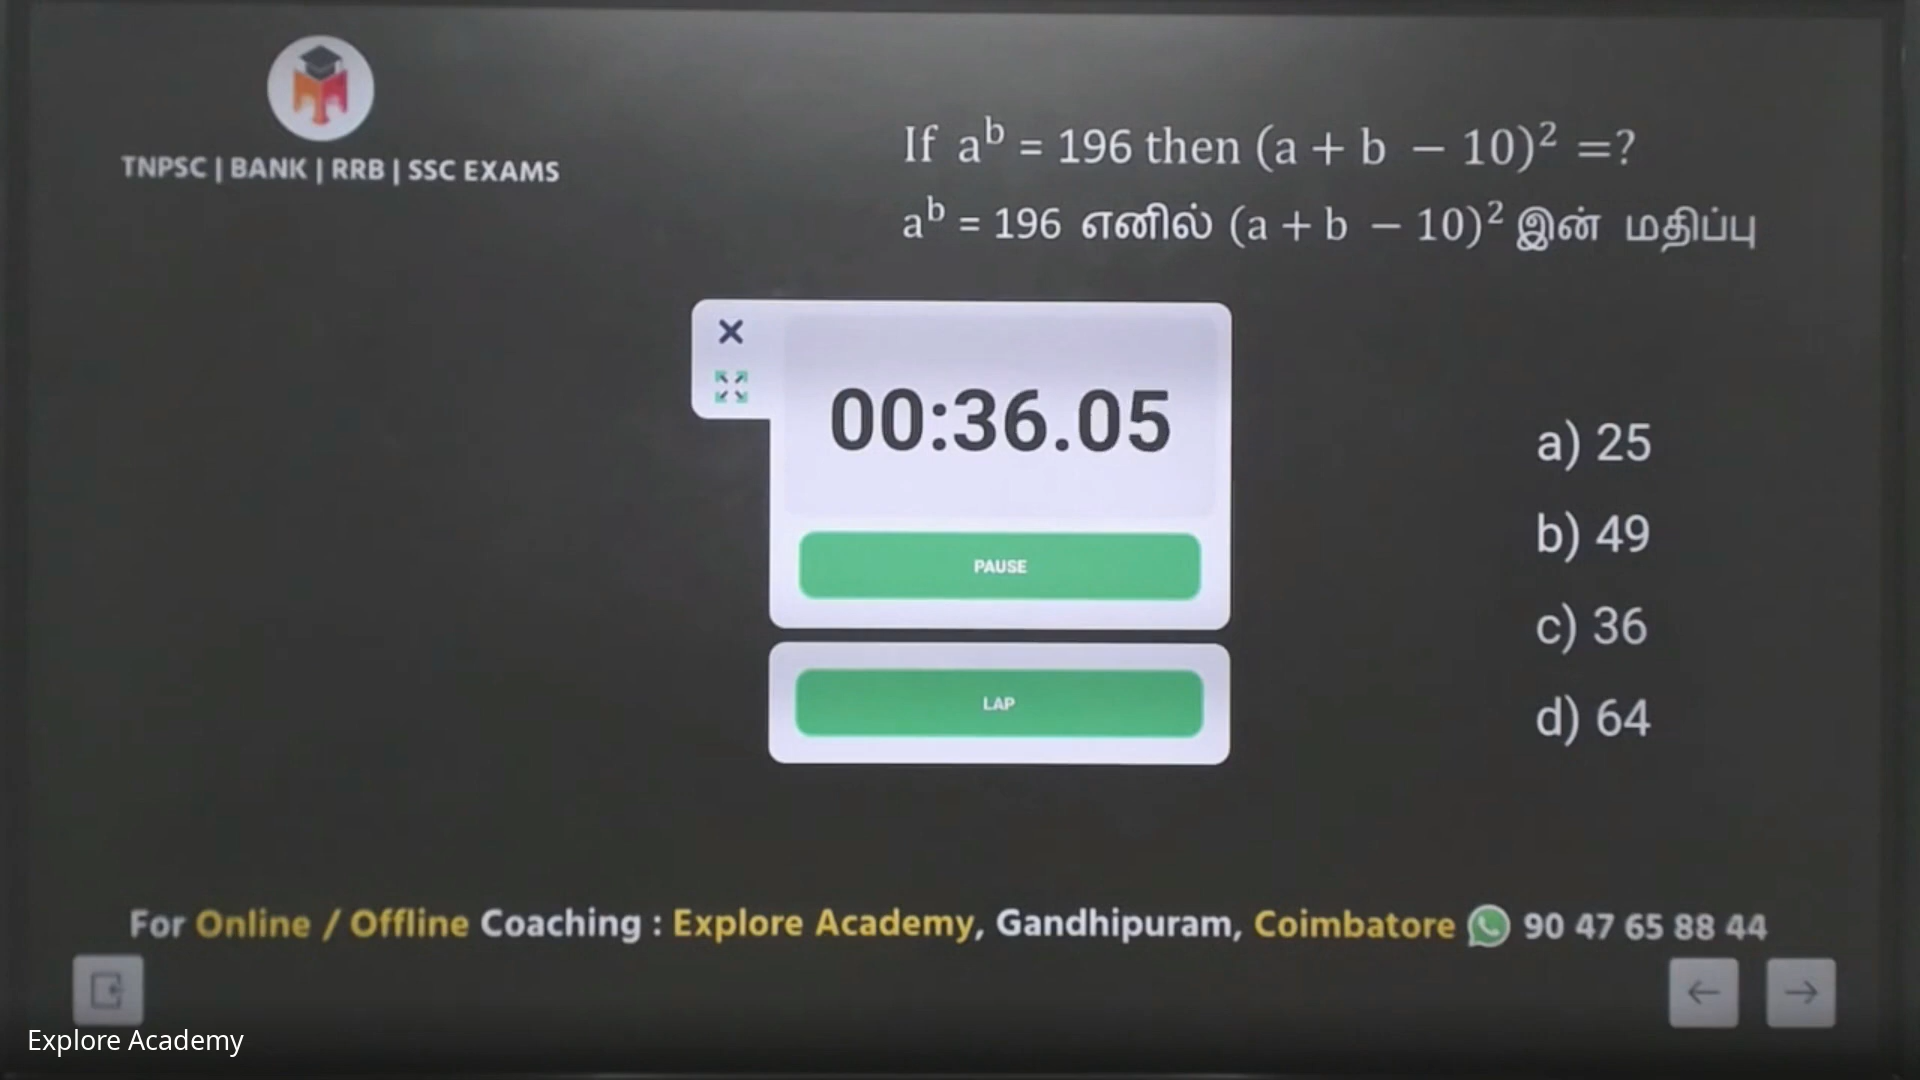 TNPSC | BANK | RRB | SSC EXAMS
If a^b = 196 then (a + b − 10)² =?
a^b = 196 எனில் (a + b − 10)² இன் மதிப்பு
00:36.05
PAUSE
LAP
a) 25
b) 49
c) 36
d) 64
For Online / Offline Coaching : Explore Academy, Gandhipuram, Coimbatore 90 47 65 88 44
Explore Academy